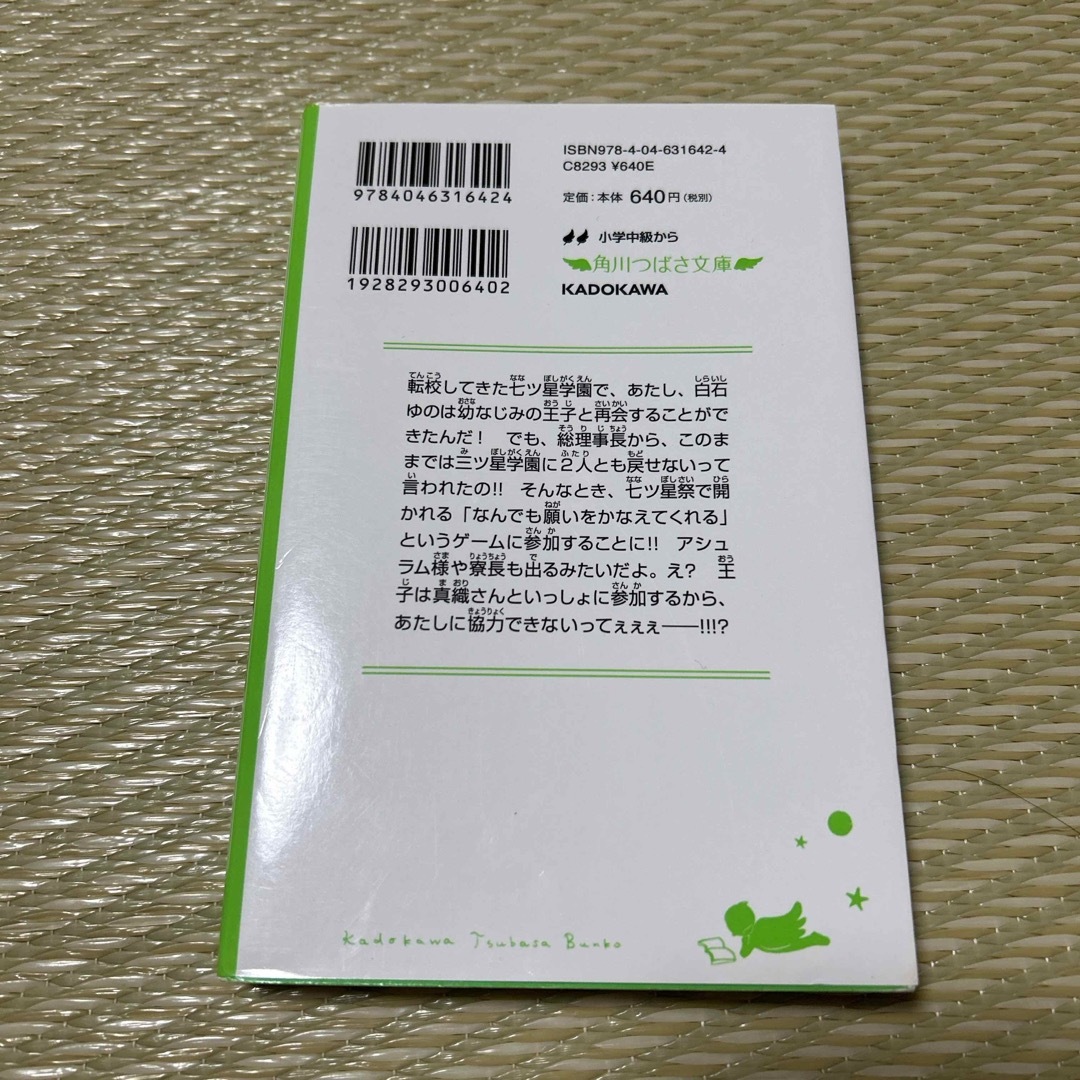 9784046316424
1928293006402
ISBN978-4-04-631642-4
C8293 ¥640E
定価:本体 640円(税別)
小学中級から
角川つばさ文庫
KADOKAWA
転校してきた七ツ星学園で、あたし、白石
ゆのは幼なじみの王子と再会することがで
きたんだ! でも、総理事長から、このま
までは三ツ星学園に2人とも戻せないって
言われたの!! そんなとき、七ツ星祭で開
かれる「なんでも願いをかなえてくれる」
というゲームに参加することに!! アシュ
ラム様や寮長も出るみたいだよ。え? 王
子は真織さんといっしょに参加するから、
あたしに協力できないってぇぇぇ——!!!?
Kadokawa Tsubasa Bunko